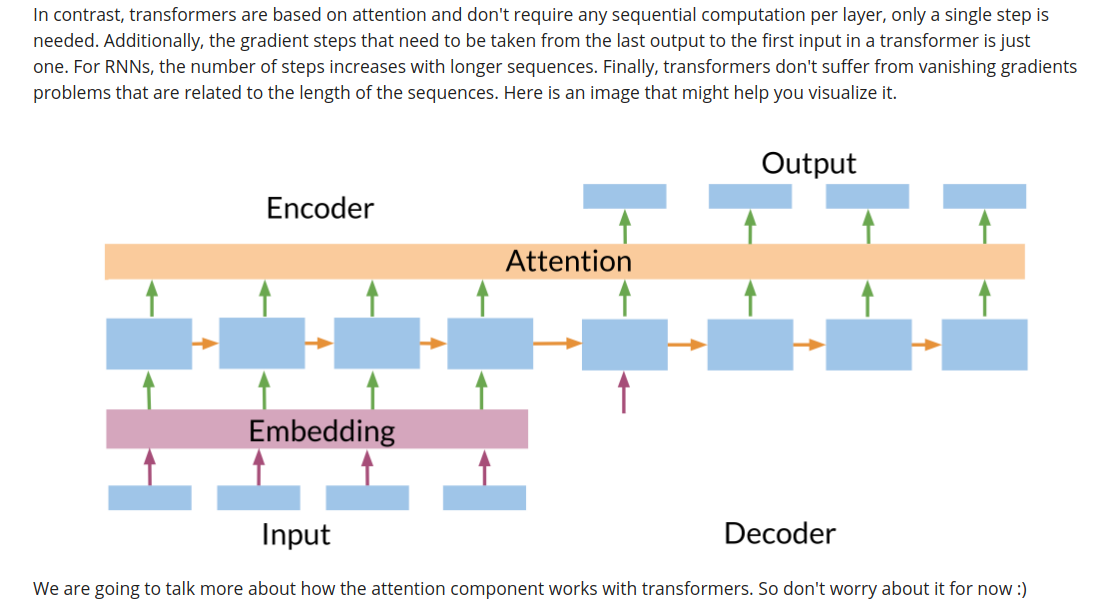 In contrast, transformers are based on attention and don't require any sequential computation per layer, only a single step is
needed. Additionally, the gradient steps that need to be taken from the last output to the first input in a transformer is just
one. For RNNs, the number of steps increases with longer sequences. Finally, transformers don't suffer from vanishing gradients
problems that are related to the length of the sequences. Here is an image that might help you visualize it.
Output
Encoder
Attention
Embedding
Input
Decoder
We are going to talk more about how the attention component works with transformers. So don't worry about it for now :)